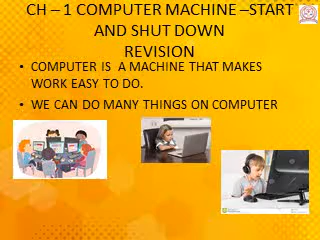 CH – 1 COMPUTER MACHINE –START
AND SHUT DOWN
REVISION
• COMPUTER IS A MACHINE THAT MAKES
WORK EASY TO DO.
• WE CAN DO MANY THINGS ON COMPUTER